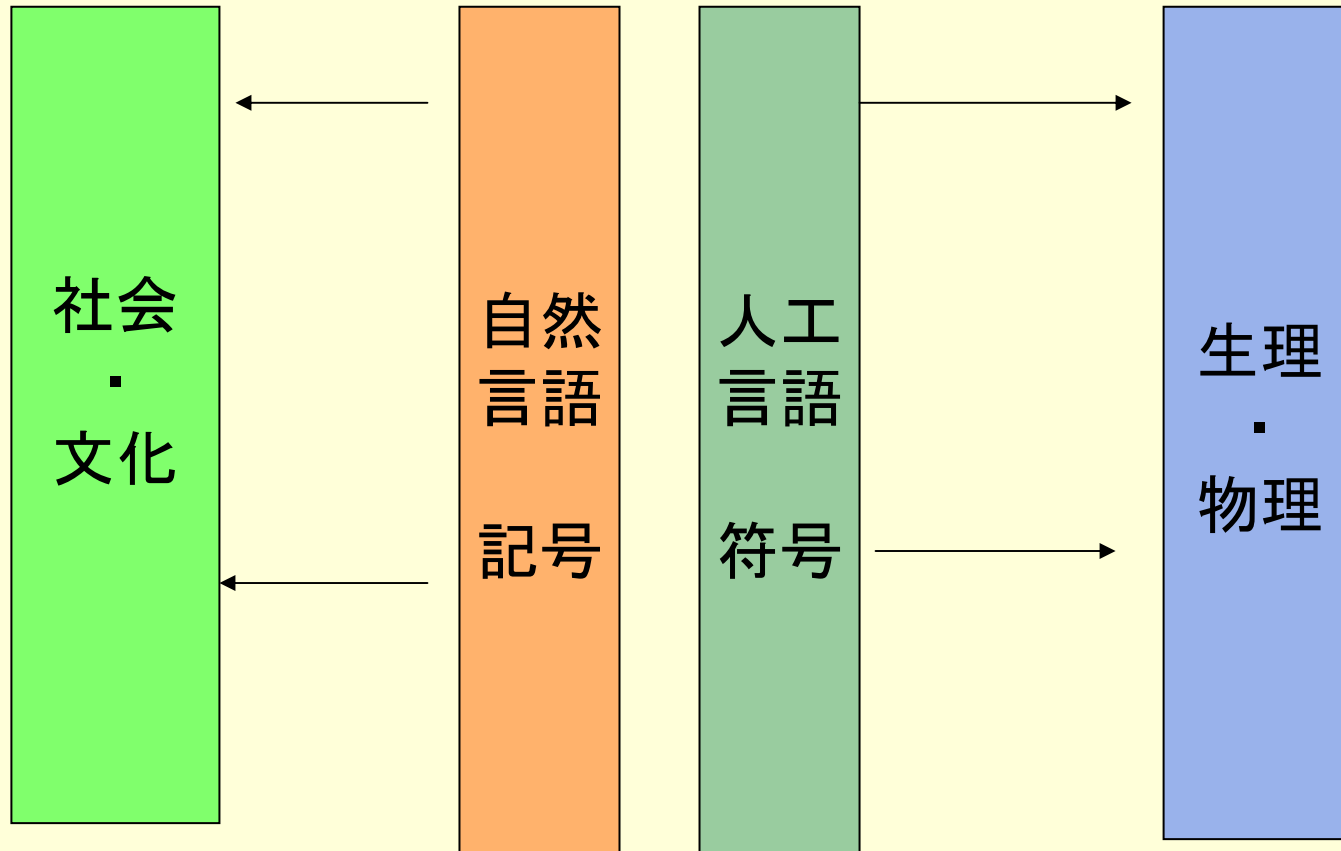 社会
・
文化
自然
言語
記号
人工
言語
符号
生理
・
物理